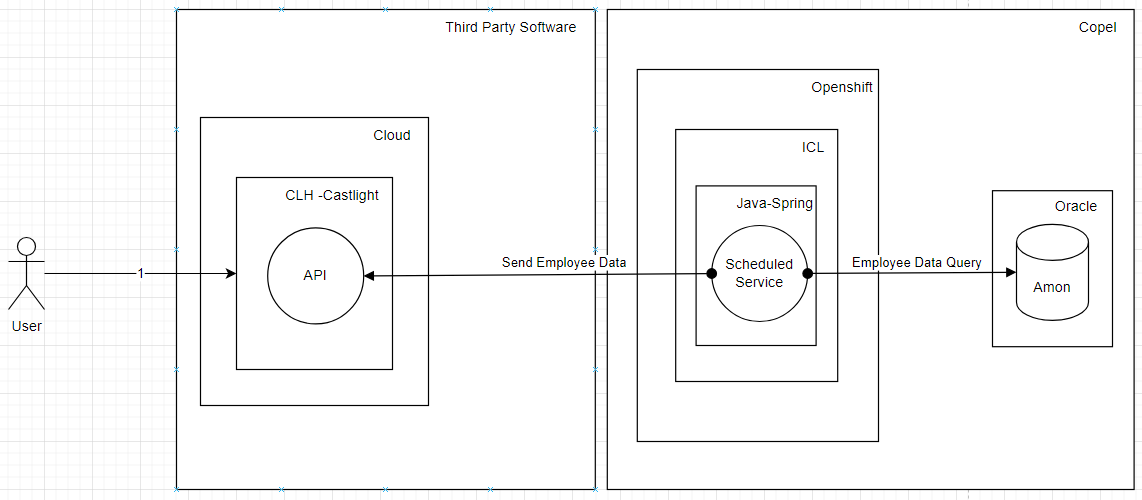 Third Party Software
Copel
Openshift
Cloud
ICL
CLH -Castlight
Java-Spring
Oracle
Send Employee Data
Scheduled
Service
Employee Data Query
1
API
Amon
User